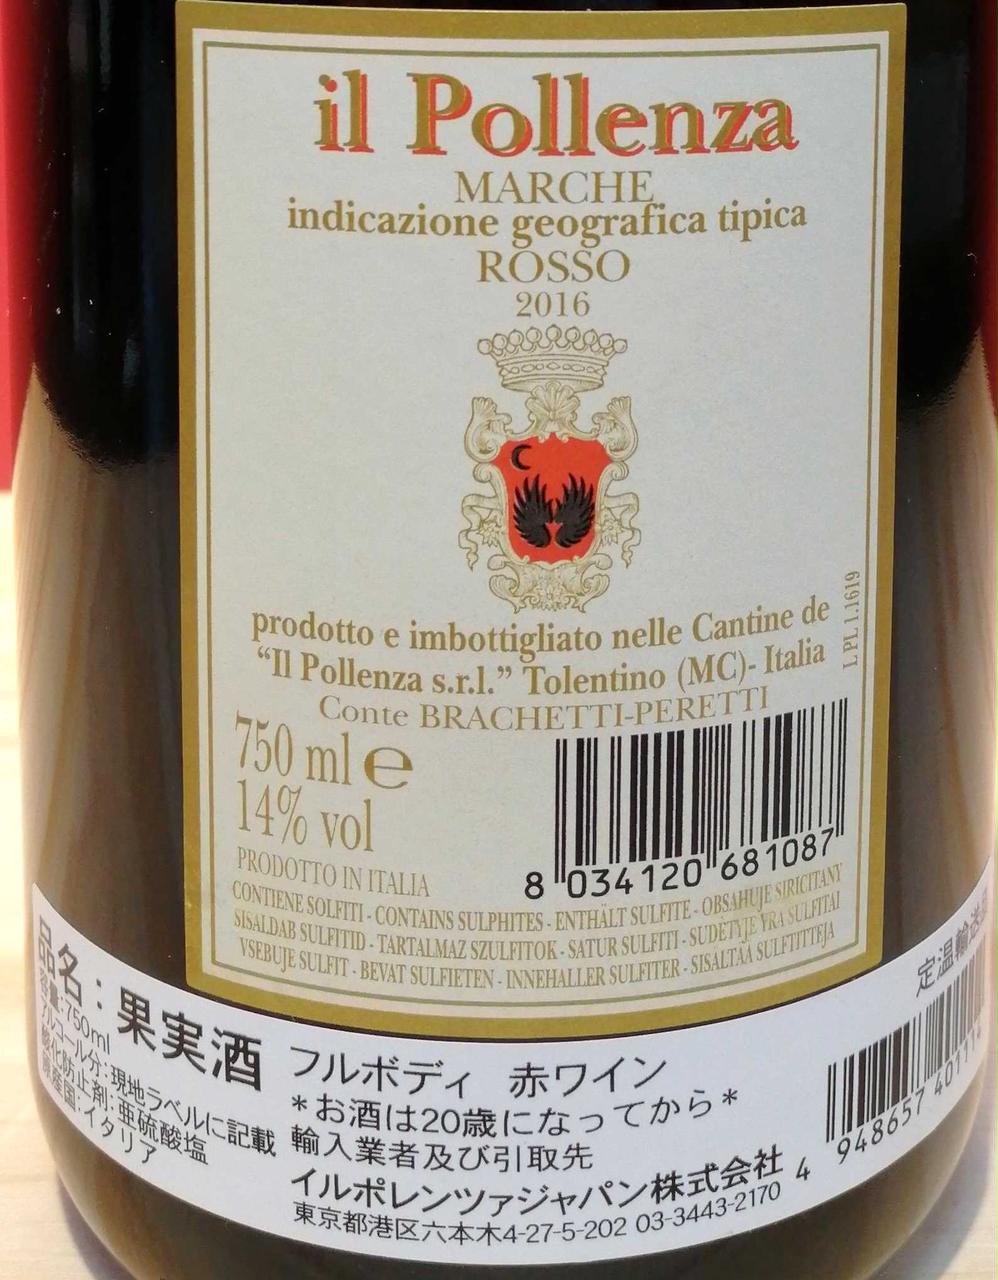 il Pollenza
MARCHE
indicazione geografica tipica
ROSSO
2016
L PL 1.1619
prodotto e imbottigliato nelle Cantine de
“Il Pollenza s.r.l.” Tolentino (MC)- Italia
Conte BRACHETTI-PERETTI
750 ml e
14% vol
PRODOTTO IN ITALIA
8 034120 681087
CONTIENE SOLFITI - CONTAINS SULPHITES - ENTHÄLT SULFITE - OBSAHUJE SIRICITANY
SISALDAB SULFITID - TARTALMAZ SZULFITOK - SATUR SULFITI - SUDĖTYJE YRA SULFITAI
VSEBUJE SULFIT - BEVAT SULFIETEN - INNEHALLER SULFITER - SISÄLTÄÄ SULFTITTEJA
品名:果実酒
容量:750ml
アルコール分:現地ラベルに記載
酸化防止剤:亜硫酸塩
原産国:イタリア
フルボディ 赤ワイン
*お酒は20歳になってから*
輸入業者及び引取先
イルポレンツァジャパン株式会社
東京都港区六本木4-27-5-202 03-3443-2170
定温輸送
4 948657 401114